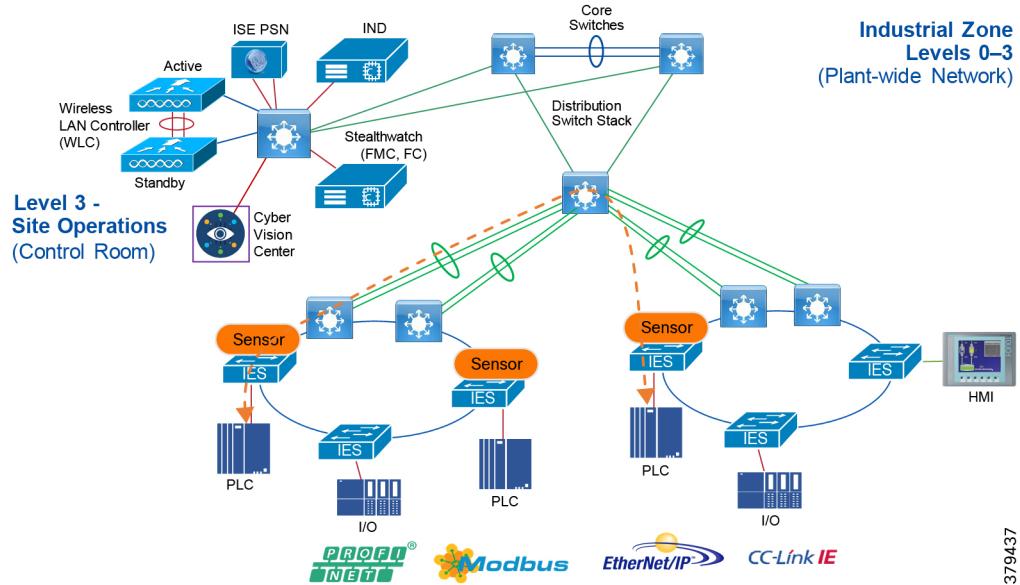 Industrial Zone
Levels 0–3
(Plant-wide Network)
Core
Switches
ISE PSN
IND
Active
Wireless
LAN Controller
(WLC)
Standby
Distribution
Switch Stack
Stealthwatch
(FMC, FC)
Level 3 -
Site Operations
(Control Room)
Cyber
Vision
Center
Sensor
IES
Sensor
IES
Sensor
IES
IES
HMI
IES
IES
PLC
PLC
PLC
I/O
I/O
PROFI
NET®
Modbus
EtherNet/IP
CC-Link IE
379437